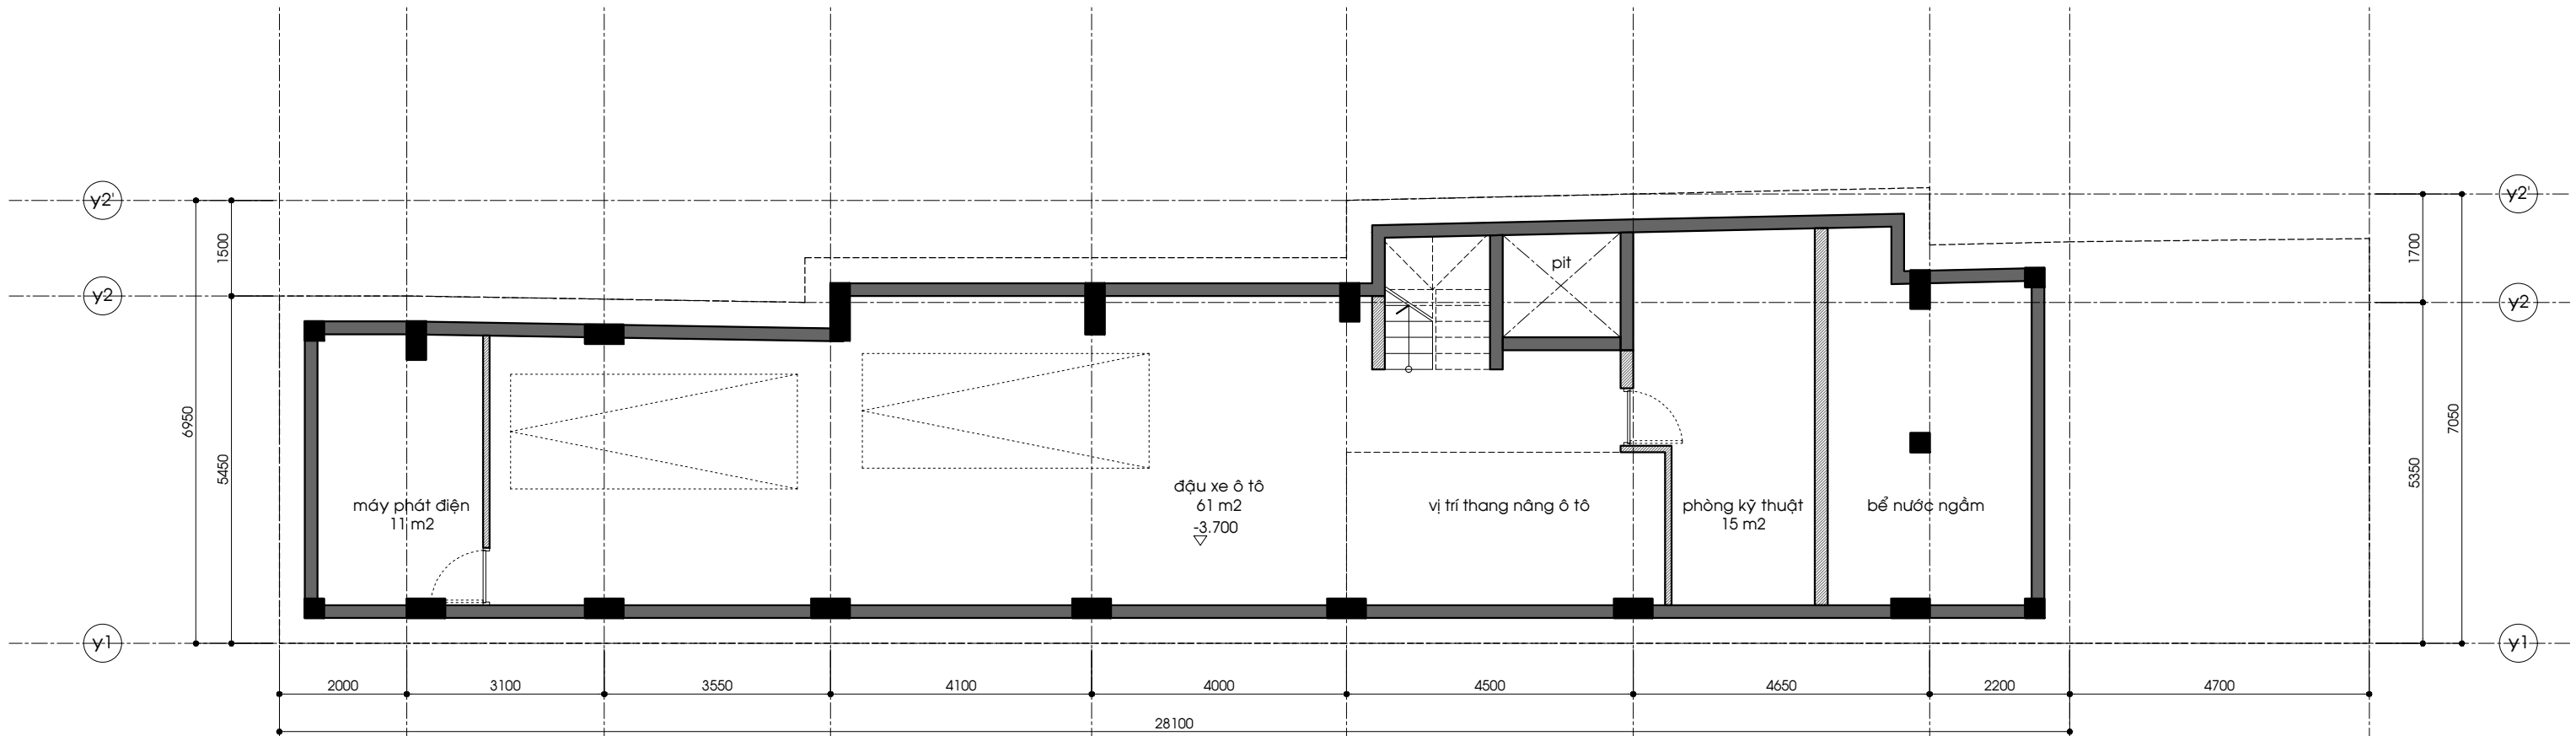 y2'
y2'
1500
1700
pit
y2
y2
6950
5450
7050
5350
đậu xe ô tô
61 m2
-3.700
máy phát điện
11 m2
vị trí thang nâng ô tô
phòng kỹ thuật
15 m2
bể nước ngầm
y1
y1
2000
3100
3550
4100
4000
4500
4650
2200
4700
28100